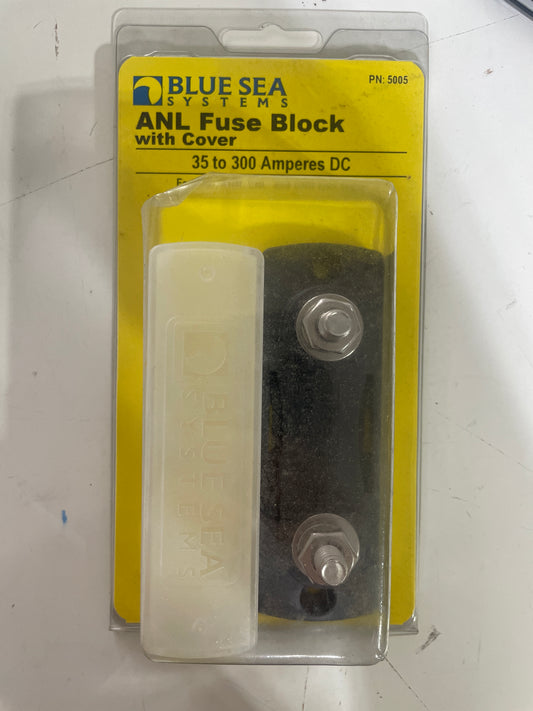 BLUE SEA
SYSTEMS
PN: 5005
ANL Fuse Block
with Cover
35 to 300 Amperes DC
BLUE SEA
SYSTEMS